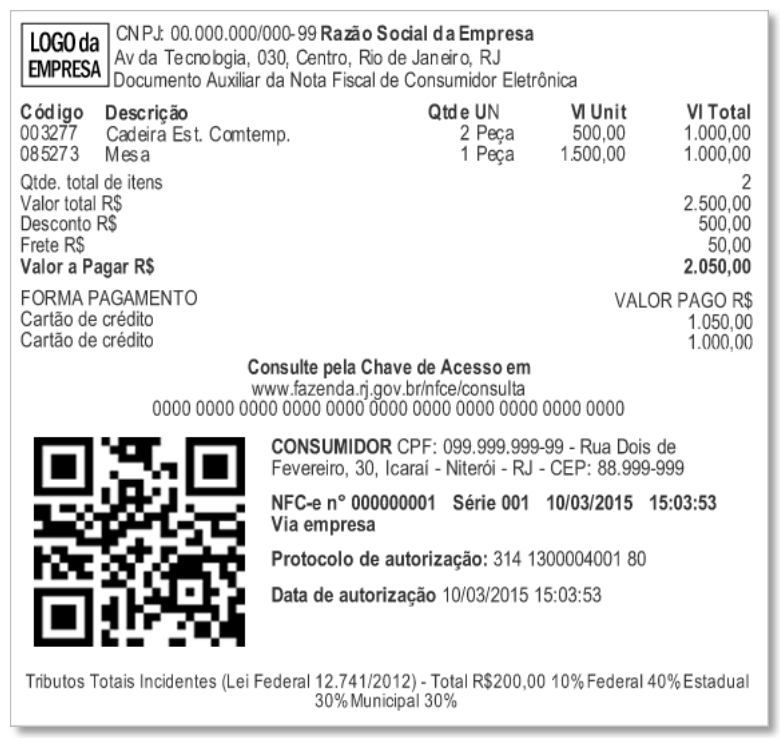 LOGO da
EMPRESA
CNPJ: 00.000.000/000-99 Razão Social da Empresa
Av da Tecnologia, 030, Centro, Rio de Janeiro, RJ
Documento Auxiliar da Nota Fiscal de Consumidor Eletrônica
Código Descrição Qtde UN Vl Unit Vl Total
003277 Cadeira Est. Comtemp. 2 Peça 500,00 1.000,00
085273 Mesa 1 Peça 1.500,00 1.000,00
Qtde. total de itens 2
Valor total R$ 2.500,00
Desconto R$ 500,00
Frete R$ 50,00
Valor a Pagar R$ 2.050,00
FORMA PAGAMENTO VALOR PAGO R$
Cartão de crédito 1.050,00
Cartão de crédito 1.000,00
Consulte pela Chave de Acesso em
www.fazenda.rj.gov.br/nfce/consulta
0000 0000 0000 0000 0000 0000 0000 0000 0000 0000 0000
CONSUMIDOR CPF: 099.999.999-99 - Rua Dois de
Fevereiro, 30, Icaraí - Niterói - RJ - CEP: 88.999-999
NFC-e n° 000000001 Série 001 10/03/2015 15:03:53
Via empresa
Protocolo de autorização: 314 1300004001 80
Data de autorização 10/03/2015 15:03:53
Tributos Totais Incidentes (Lei Federal 12.741/2012) - Total R$200,00 10% Federal 40% Estadual
30% Municipal 30%